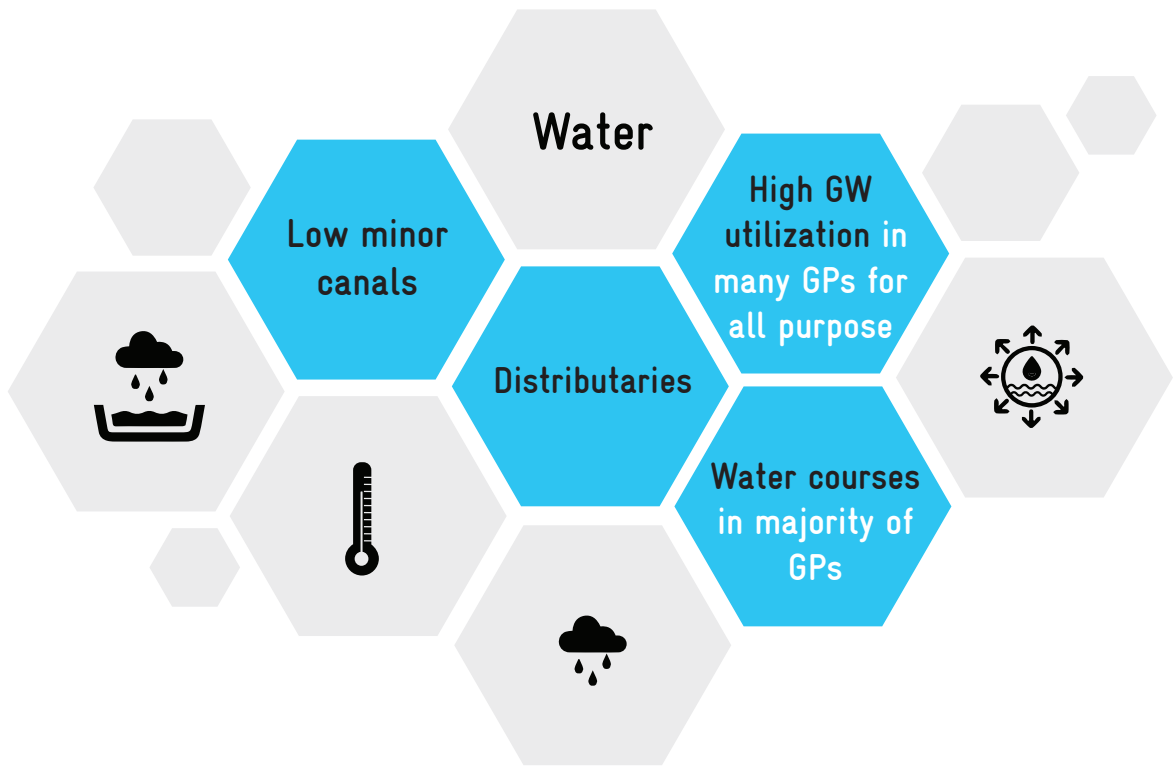 Water
Low minor
canals
High GW
utilization in
many GPs for
all purpose
Distributaries
Water courses
in majority of
GPs